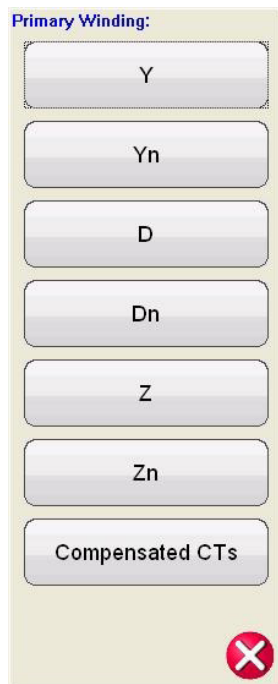 Primary Winding:
Y
Yn
D
Dn
Z
Zn
Compensated CTs